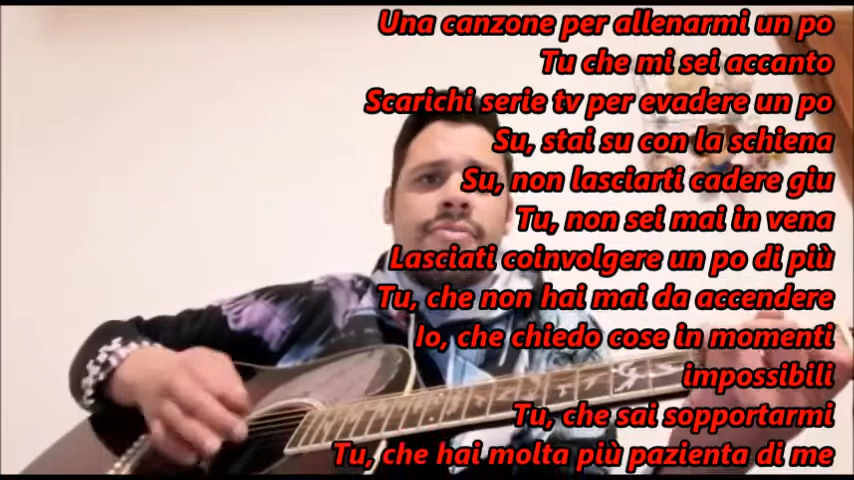 Una canzone per allenarmi un po
Tu che mi sei accanto
Scarichi serie tv per evadere un po
Su, stai su con la schiena
Su, non lasciarti cadere giu
Tu, non sei mai in vena
Lasciati coinvolgere un po di più
Tu, che non hai mai da accendere
Io, che chiedo cose in momenti
impossibili
Tu, che sai sopportarmi
Tu, che hai molta più pazienta di me